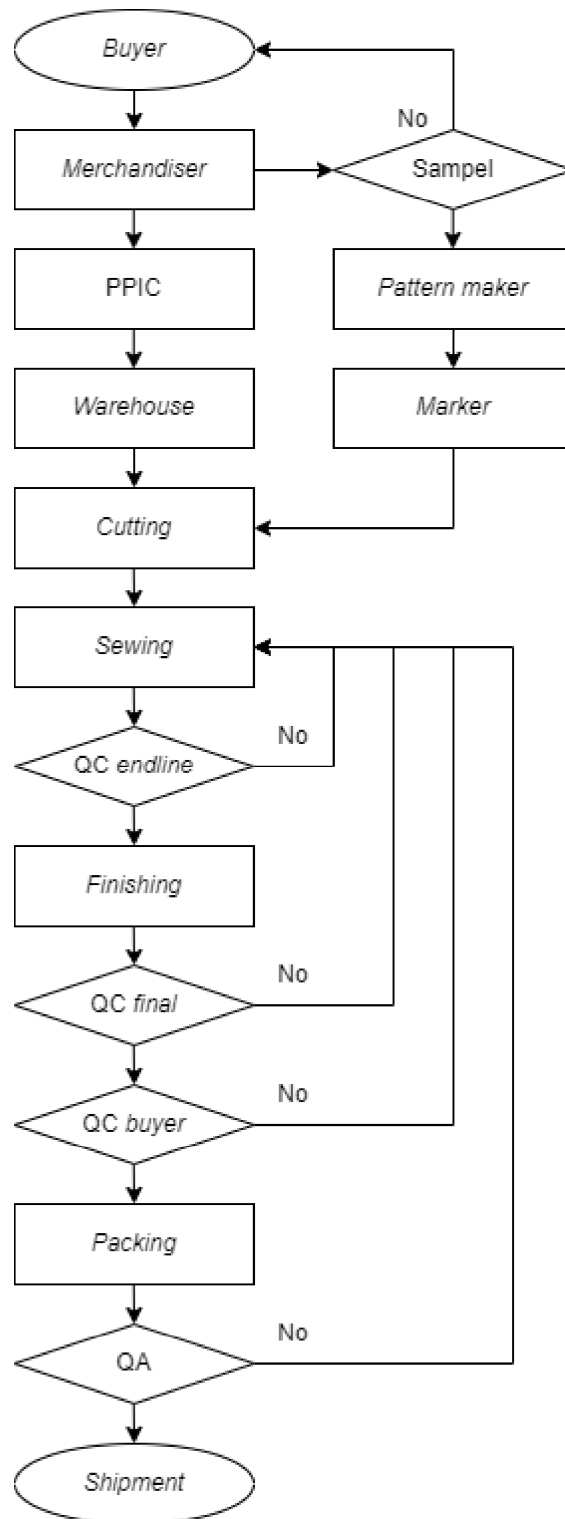 Buyer
No
Merchandiser
Sampel
PPIC
Pattern maker
Warehouse
Marker
Cutting
Sewing
No
QC endline
Finishing
No
QC final
No
QC buyer
Packing
No
QA
Shipment